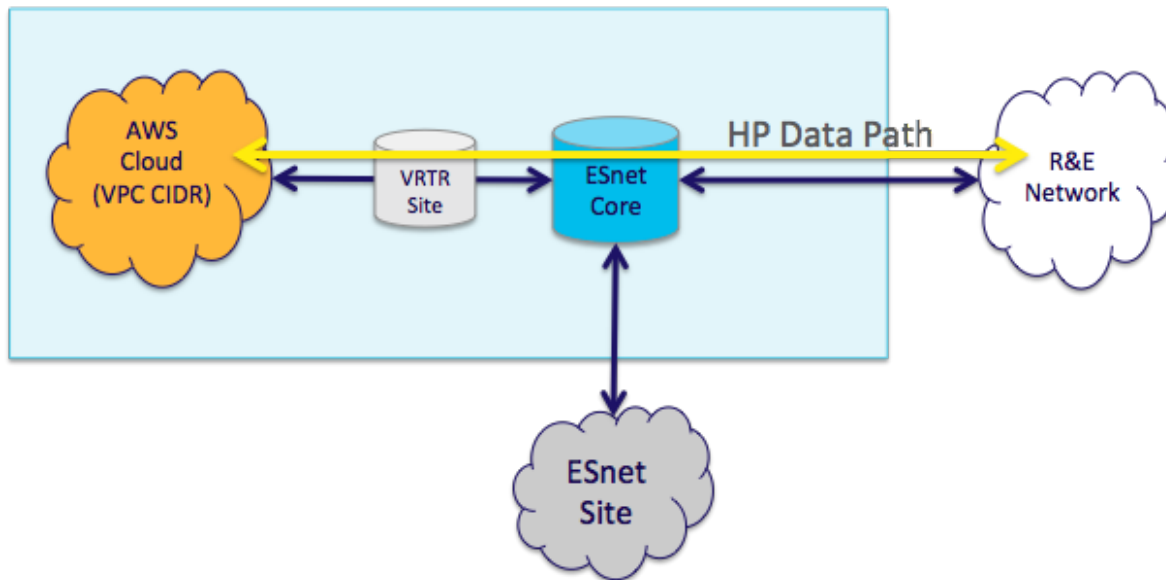 AWS
Cloud
(VPC CIDR)
VRTR
Site
ESnet
Core
HP Data Path
R&E
Network
ESnet
Site